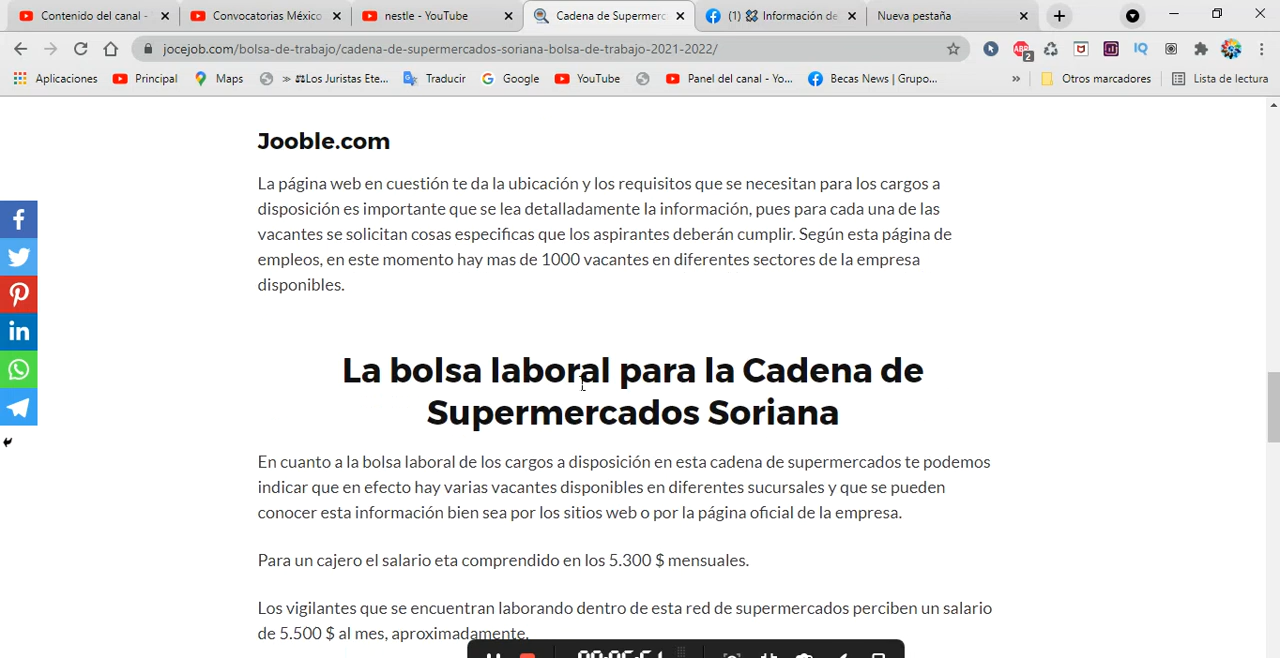 Contenido del canal -
Convocatorias México
nestle - YouTube
Cadena de Supermerc
(1) Información de
Nueva pestaña
jocejob.com/bolsa-de-trabajo/cadena-de-supermercados-soriana-bolsa-de-trabajo-2021-2022/
ABP
2
IQ
Aplicaciones
Principal
Maps
» Los Juristas Ete...
Traducir
Google
YouTube
Panel del canal - Yo...
Becas News | Grupo...
»
Otros marcadores
Lista de lectura
Jooble.com
La página web en cuestión te da la ubicación y los requisitos que se necesitan para los cargos a
disposición es importante que se lea detalladamente la información, pues para cada una de las
vacantes se solicitan cosas especificas que los aspirantes deberán cumplir. Según esta página de
empleos, en este momento hay mas de 1000 vacantes en diferentes sectores de la empresa
disponibles.
La bolsa laboral para la Cadena de
Supermercados Soriana
En cuanto a la bolsa laboral de los cargos a disposición en esta cadena de supermercados te podemos
indicar que en efecto hay varias vacantes disponibles en diferentes sucursales y que se pueden
conocer esta información bien sea por los sitios web o por la página oficial de la empresa.
Para un cajero el salario eta comprendido en los 5.300 $ mensuales.
Los vigilantes que se encuentran laborando dentro de esta red de supermercados perciben un salario
de 5.500 $ al mes, aproximadamente.